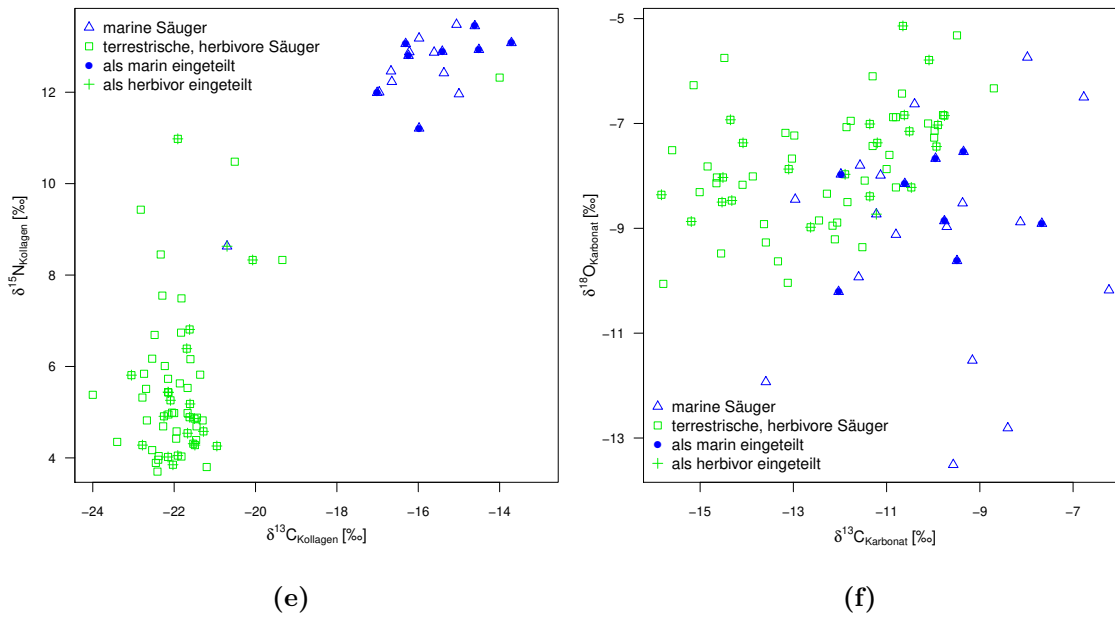 marine Säuger
terrestrische, herbivore Säuger
als marin eingeteilt
als herbivor eingeteilt
12
10
8
6
4
δ15NKollagen [‰]
−24 −22 −20 −18 −16 −14
δ13CKollagen [‰]
(e)
−5
−7
−9
−11
−13
δ18OKarbonat [‰]
marine Säuger
terrestrische, herbivore Säuger
als marin eingeteilt
als herbivor eingeteilt
−15 −13 −11 −9 −7
δ13CKarbonat [‰]
(f)